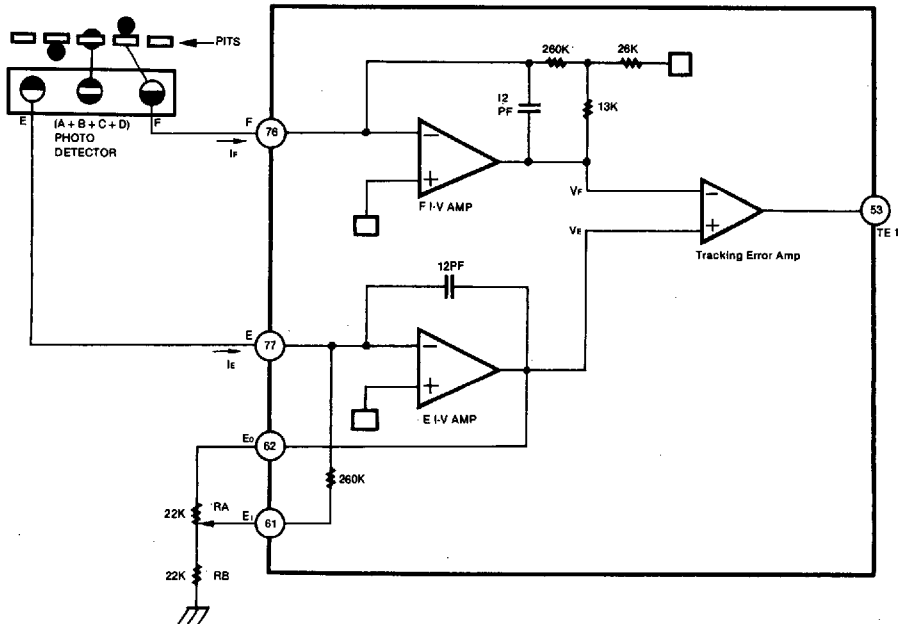 PITS
E
(A + B + C + D)
PHOTO
DETECTOR
F
IF
F
76
260K
26K
12
PF
13K
−
+
F I-V AMP
VF
VE
−
+
Tracking Error Amp
53
TE 1
12PF
E
77
IE
−
+
E I-V AMP
EO
62
260K
22K
RA
EI
61
22K
RB